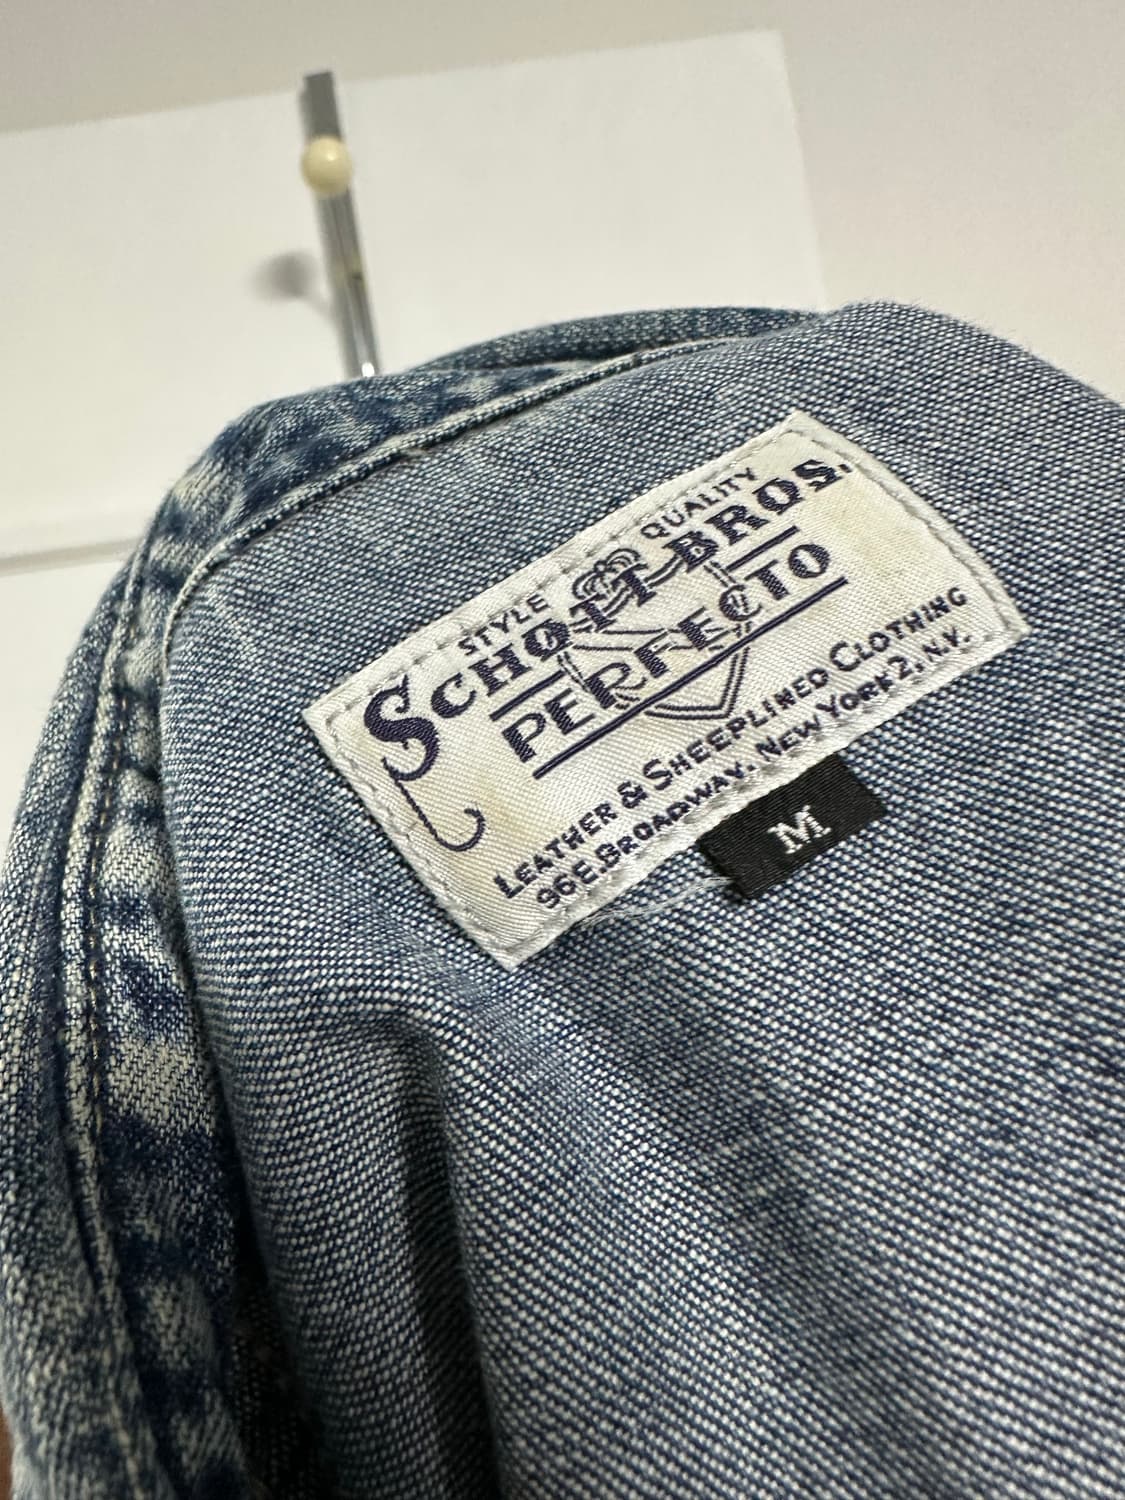 STYLE QUALITY
SCHOTT BROS.
PERFECTO
LEATHER & SHEEPLINED CLOTHING
96 E. BROADWAY. NEW YORK 2, N.Y.
M